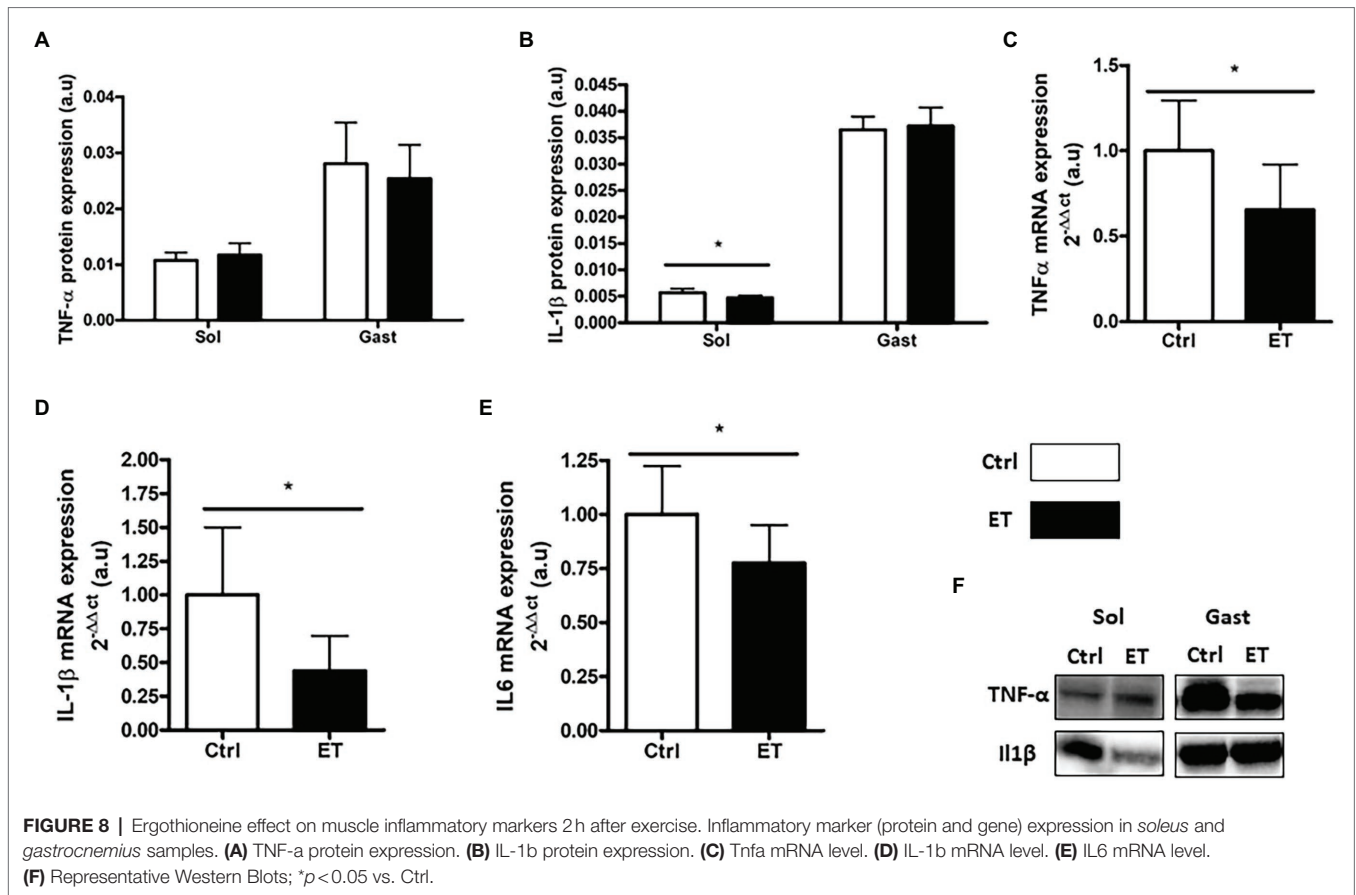 A
TNF-α protein expression (a.u)
0.04
0.03
0.02
0.01
0.00
Sol
Gast
B
IL-1β protein expression (a.u)
0.045
0.040
0.035
0.030
0.025
0.020
0.015
0.010
0.005
0.000
*
Sol
Gast
C
TNFα mRNA expression
2^-ΔΔct (a.u)
1.5
1.0
0.5
0.0
*
Ctrl
ET
D
IL-1β mRNA expression
2^-ΔΔct (a.u)
2.00
1.75
1.50
1.25
1.00
0.75
0.50
0.25
0.00
*
Ctrl
ET
E
IL6 mRNA expression
2^-ΔΔct (a.u)
1.25
1.00
0.75
0.50
0.25
0.00
*
Ctrl
ET
Ctrl
ET
F
Sol Gast
Ctrl ET Ctrl ET
TNF-α
Il1β
FIGURE 8 | Ergothioneine effect on muscle inflammatory markers 2 h after exercise. Inflammatory marker (protein and gene) expression in soleus and
gastrocnemius samples. (A) TNF-a protein expression. (B) IL-1b protein expression. (C) Tnfa mRNA level. (D) IL-1b mRNA level. (E) IL6 mRNA level.
(F) Representative Western Blots; *p < 0.05 vs. Ctrl.